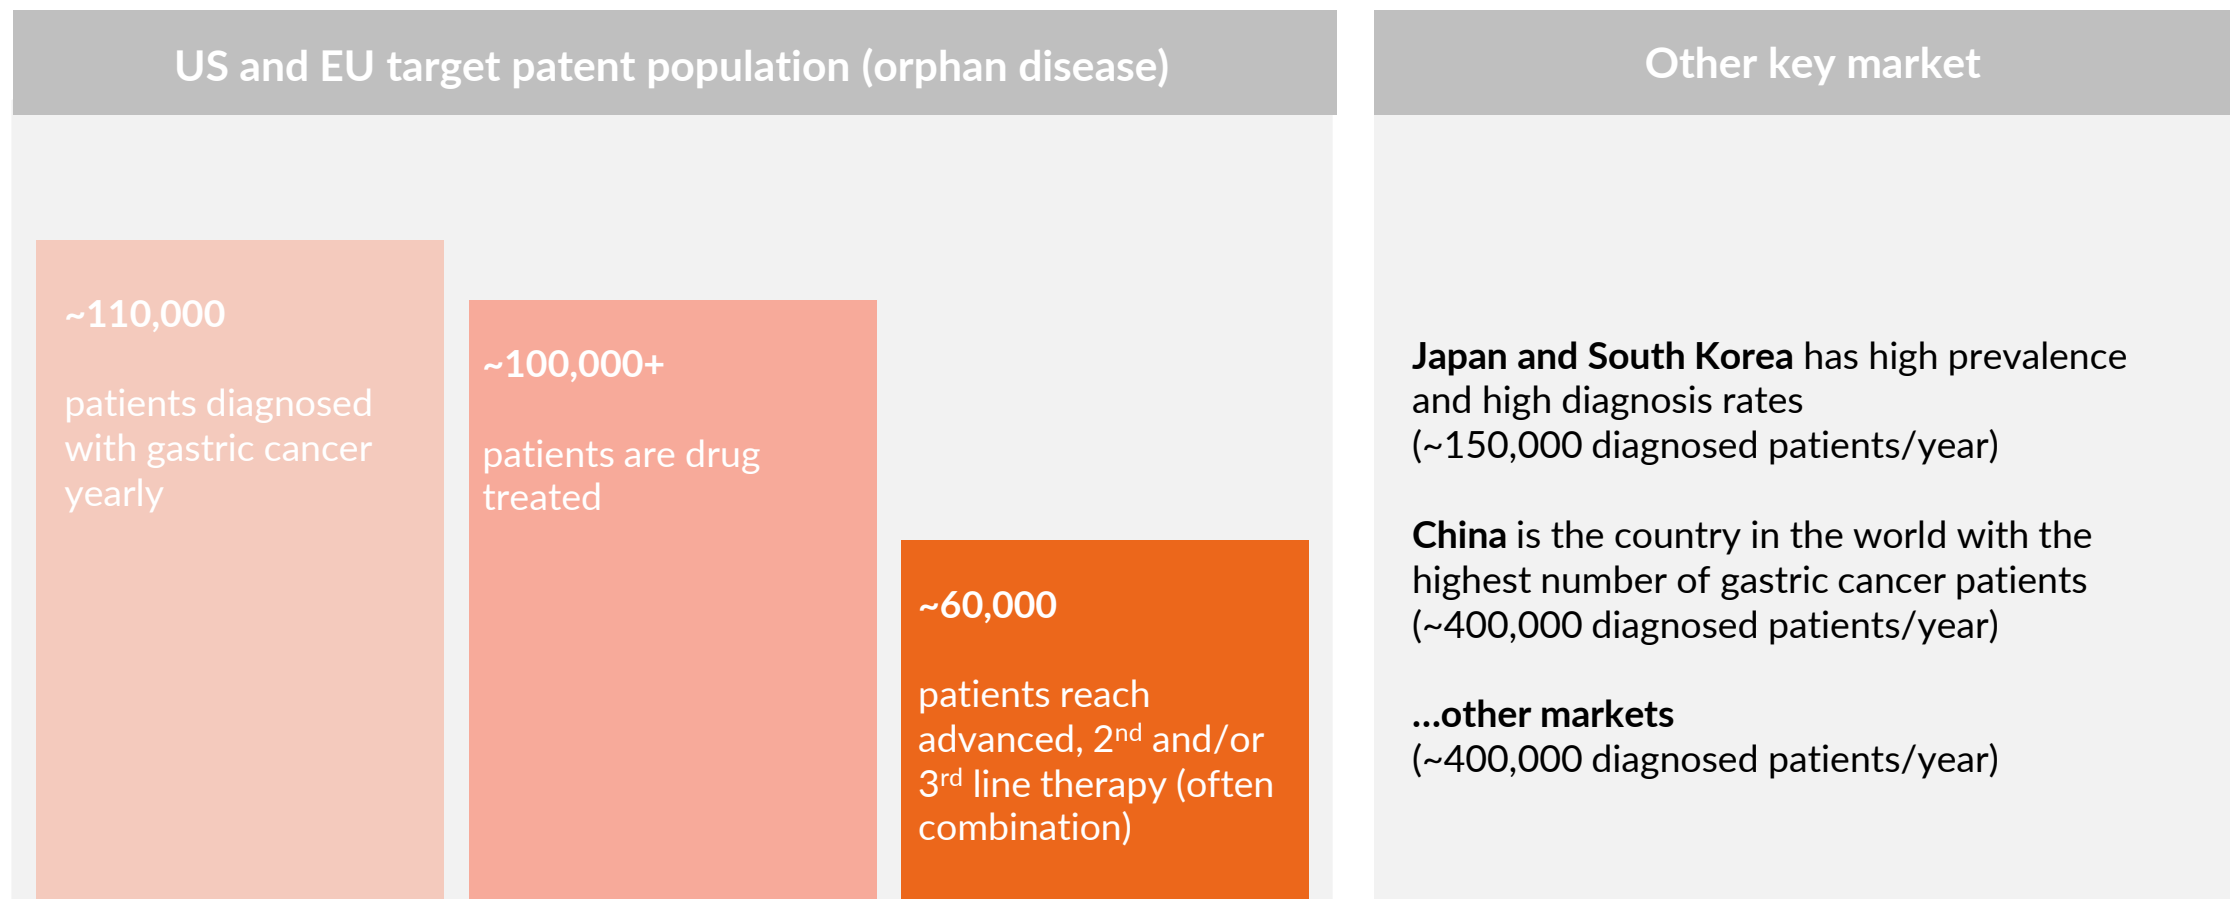 US and EU target patent population (orphan disease)
~110,000
patients diagnosed
with gastric cancer
yearly
~100,000+
patients are drug
treated
~60,000
patients reach
advanced, 2nd and/or
3rd line therapy (often
combination)
Other key market
Japan and South Korea has high prevalence
and high diagnosis rates
(~150,000 diagnosed patients/year)
China is the country in the world with the
highest number of gastric cancer patients
(~400,000 diagnosed patients/year)
...other markets
(~400,000 diagnosed patients/year)